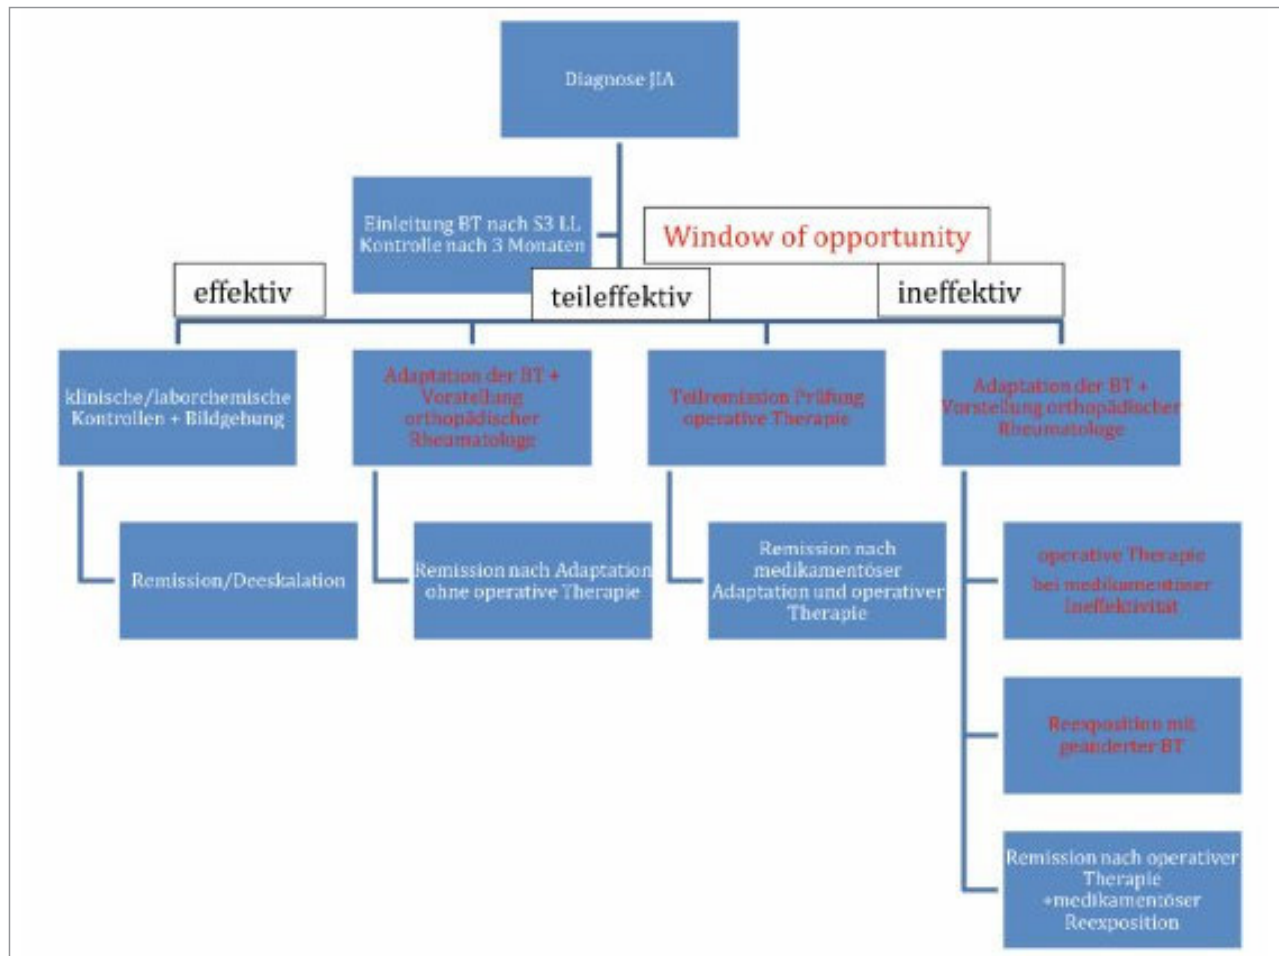 Diagnose JIA
Einleitung BT nach S3 LL
Kontrolle nach 3 Monaten
Window of opportunity
effektiv
teileffektiv
ineffektiv
klinische/laborchemische
Kontrollen + Bildgebung
Adaptation der BT +
Vorstellung
orthopädischer
Rheumatologe
Teilremission Prüfung
operative Therapie
Adaptation der BT +
Vorstellung orthopädischer
Rheumatologe
Remission/Deeskalation
Remission nach Adaptation
ohne operative Therapie
Remission nach
medikamentöser
Adaptation und operativer
Therapie
operative Therapie
bei medikamentöser
Ineffektivität
Reexposition mit
geänderter BT
Remission nach operativer
Therapie
+medikamentöser
Reexposition